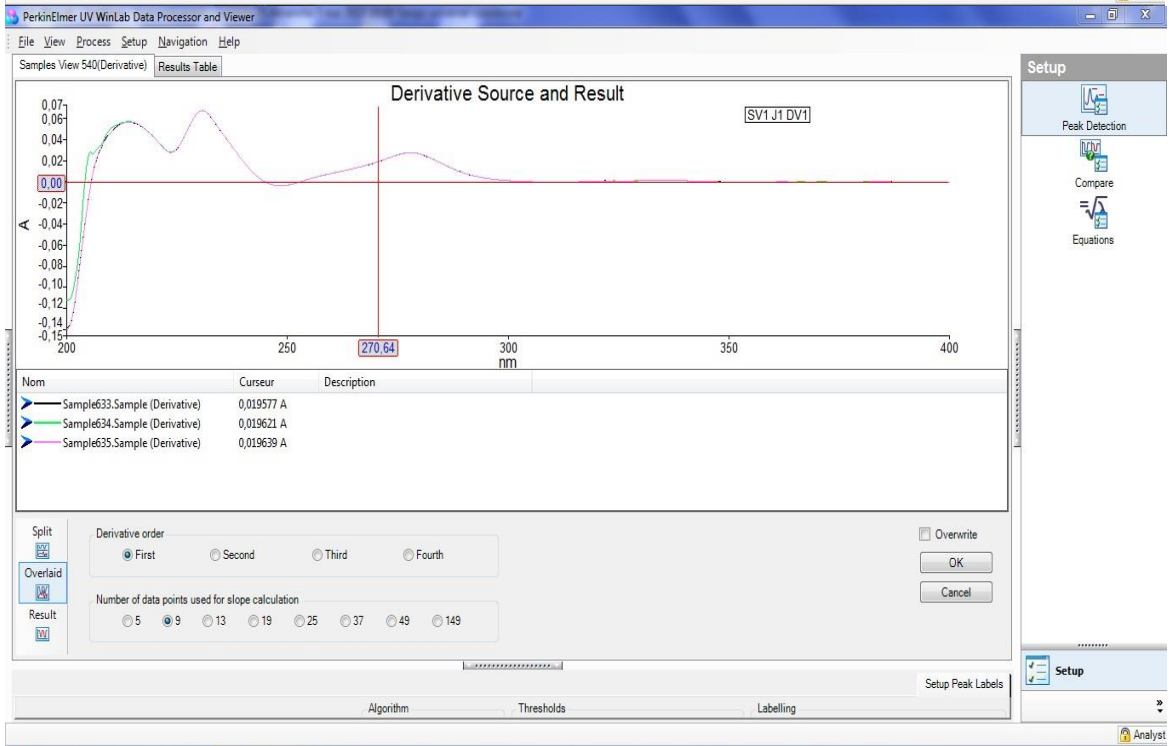 PerkinElmer UV WinLab Data Processor and Viewer
File View Process Setup Navigation Help
Samples View 540(Derivative) Results Table
Derivative Source and Result
SV1 J1 DV1
0,07
0,06
0,04
0,02
0,00
-0,02
-0,04
-0,06
-0,08
-0,10
-0,12
-0,14
-0,15
A
200 250 270,64 300 350 400
nm
Nom Curseur Description
Sample633.Sample (Derivative) 0,019577 A
Sample634.Sample (Derivative) 0,019621 A
Sample635.Sample (Derivative) 0,019639 A
Split
Overlaid
Result
Derivative order
First Second Third Fourth
Number of data points used for slope calculation
5 9 13 19 25 37 49 149
Overwrite
OK
Cancel
Setup Peak Labels
Algorithm Thresholds Labelling
Setup
Peak Detection
Compare
Equations
Setup
Analyst